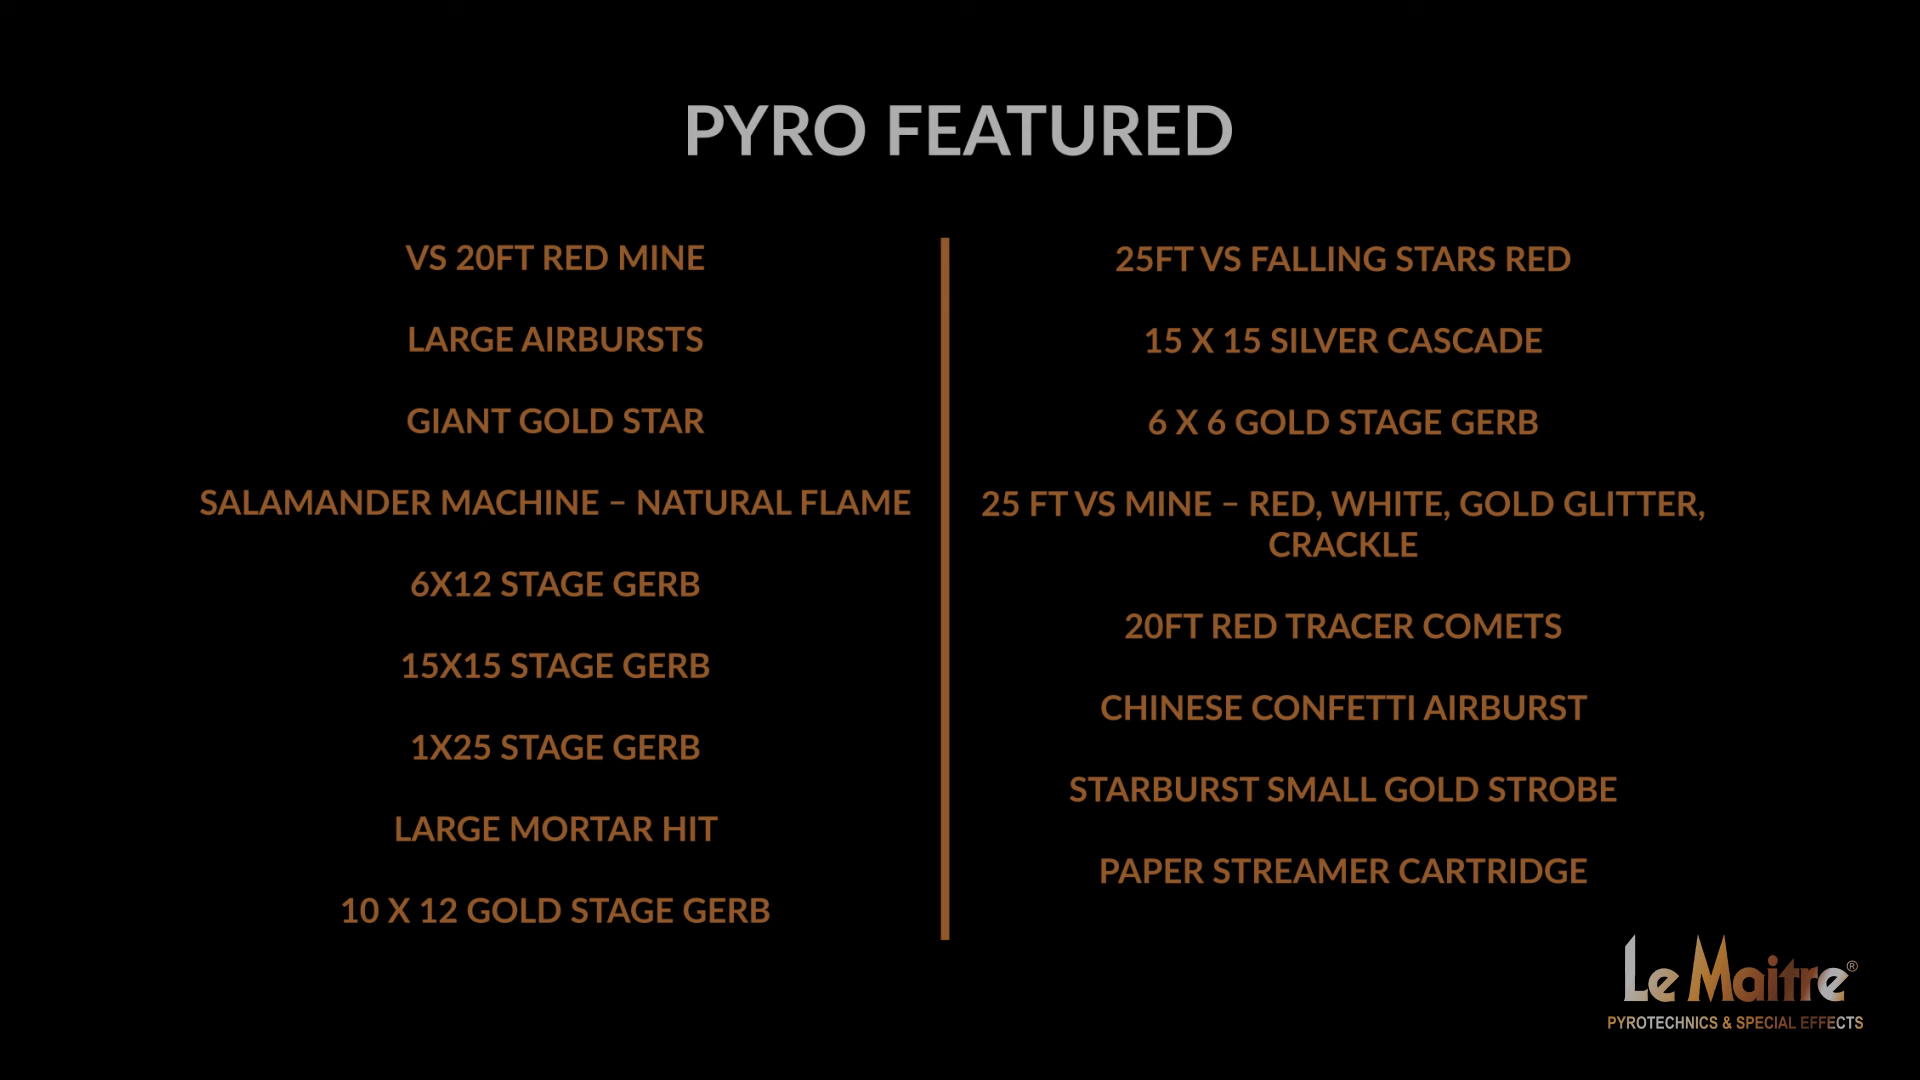 PYRO FEATURED
VS 20FT RED MINE
LARGE AIRBURSTS
GIANT GOLD STAR
SALAMANDER MACHINE – NATURAL FLAME
6X12 STAGE GERB
15X15 STAGE GERB
1X25 STAGE GERB
LARGE MORTAR HIT
10 X 12 GOLD STAGE GERB
25FT VS FALLING STARS RED
15 X 15 SILVER CASCADE
6 X 6 GOLD STAGE GERB
25 FT VS MINE – RED, WHITE, GOLD GLITTER,
CRACKLE
20FT RED TRACER COMETS
CHINESE CONFETTI AIRBURST
STARBURST SMALL GOLD STROBE
PAPER STREAMER CARTRIDGE
Le Maitre®
PYROTECHNICS & SPECIAL EFFECTS